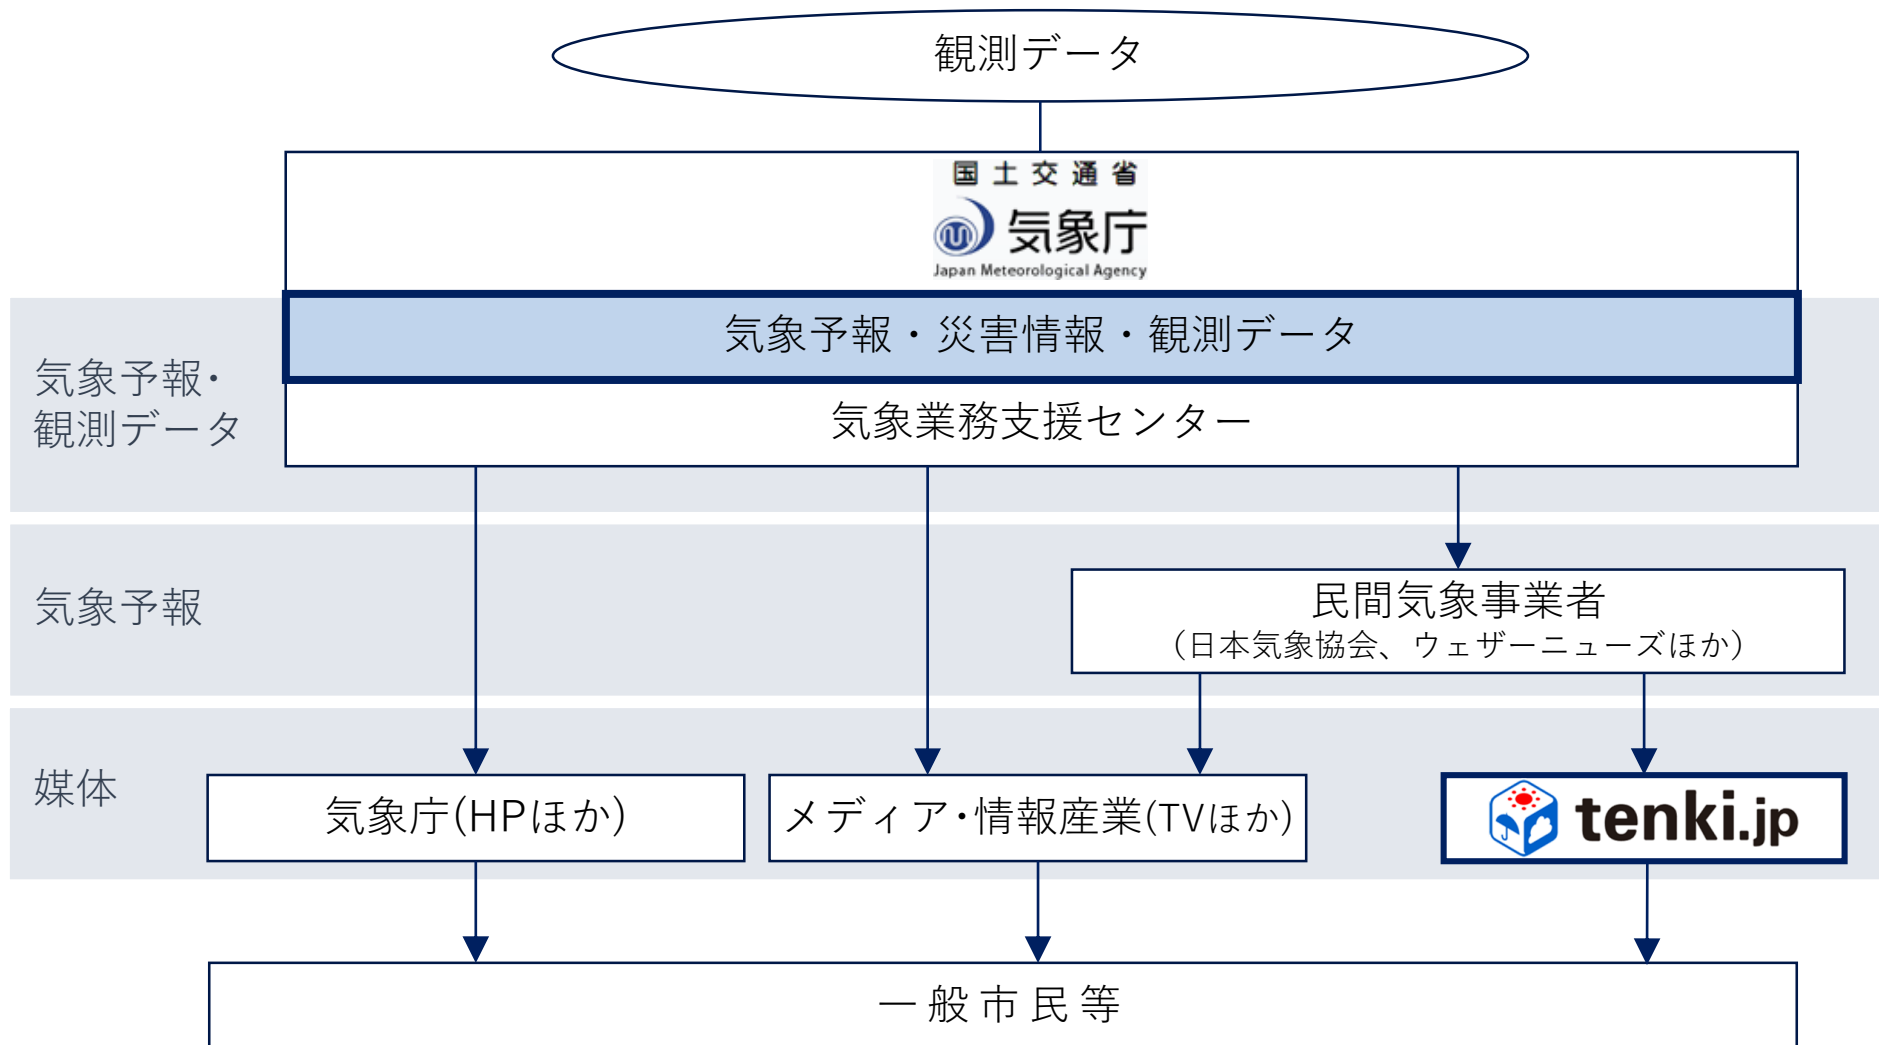 観測データ
国土交通省
気象庁
Japan Meteorological Agency
気象予報・災害情報・観測データ
気象予報・
観測データ
気象業務支援センター
気象予報
民間気象事業者
（日本気象協会、ウェザーニューズほか）
媒体
気象庁(HPほか)
メディア・情報産業(TVほか)
tenki.jp
一般市民等